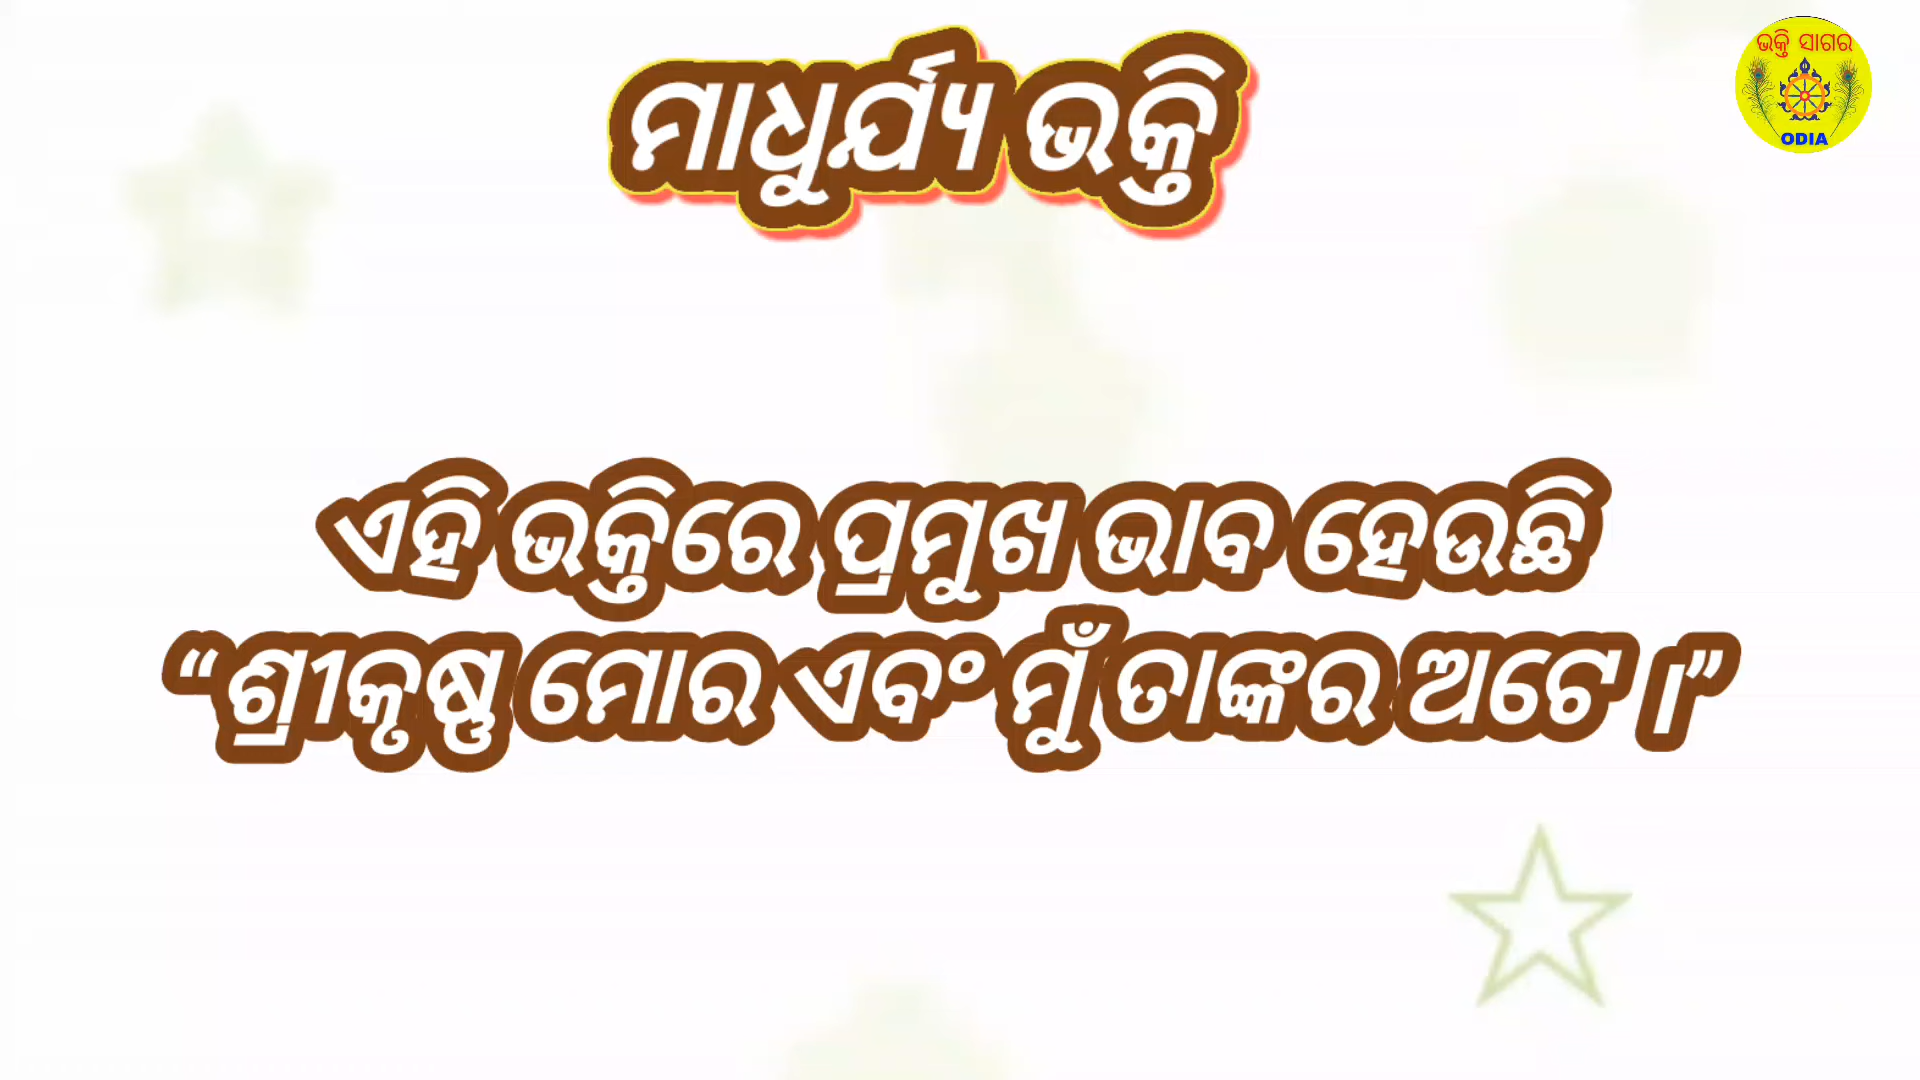 ମାଧୁର୍ଯ୍ୟ ଭକ୍ତି
ଭକ୍ତି ସାଗର
ODIA
ଏହି ଭକ୍ତିରେ ପ୍ରମୁଖ ଭାବ ହେଉଛି
“ଶ୍ରୀକୃଷ୍ଣ ମୋର ଏବଂ ମୁଁ ତାଙ୍କର ଅଟେ ।”